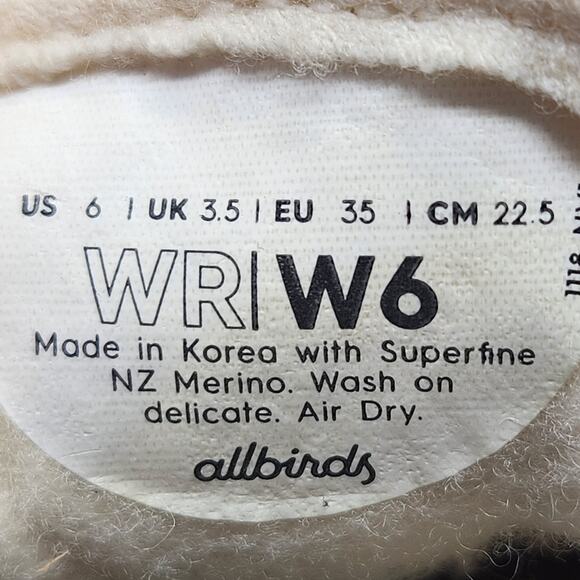 US 6 | UK 3.5 | EU 35 | CM 22.5
WR|W6
Made in Korea with Superfine
NZ Merino. Wash on
delicate. Air Dry.
allbirds
1118